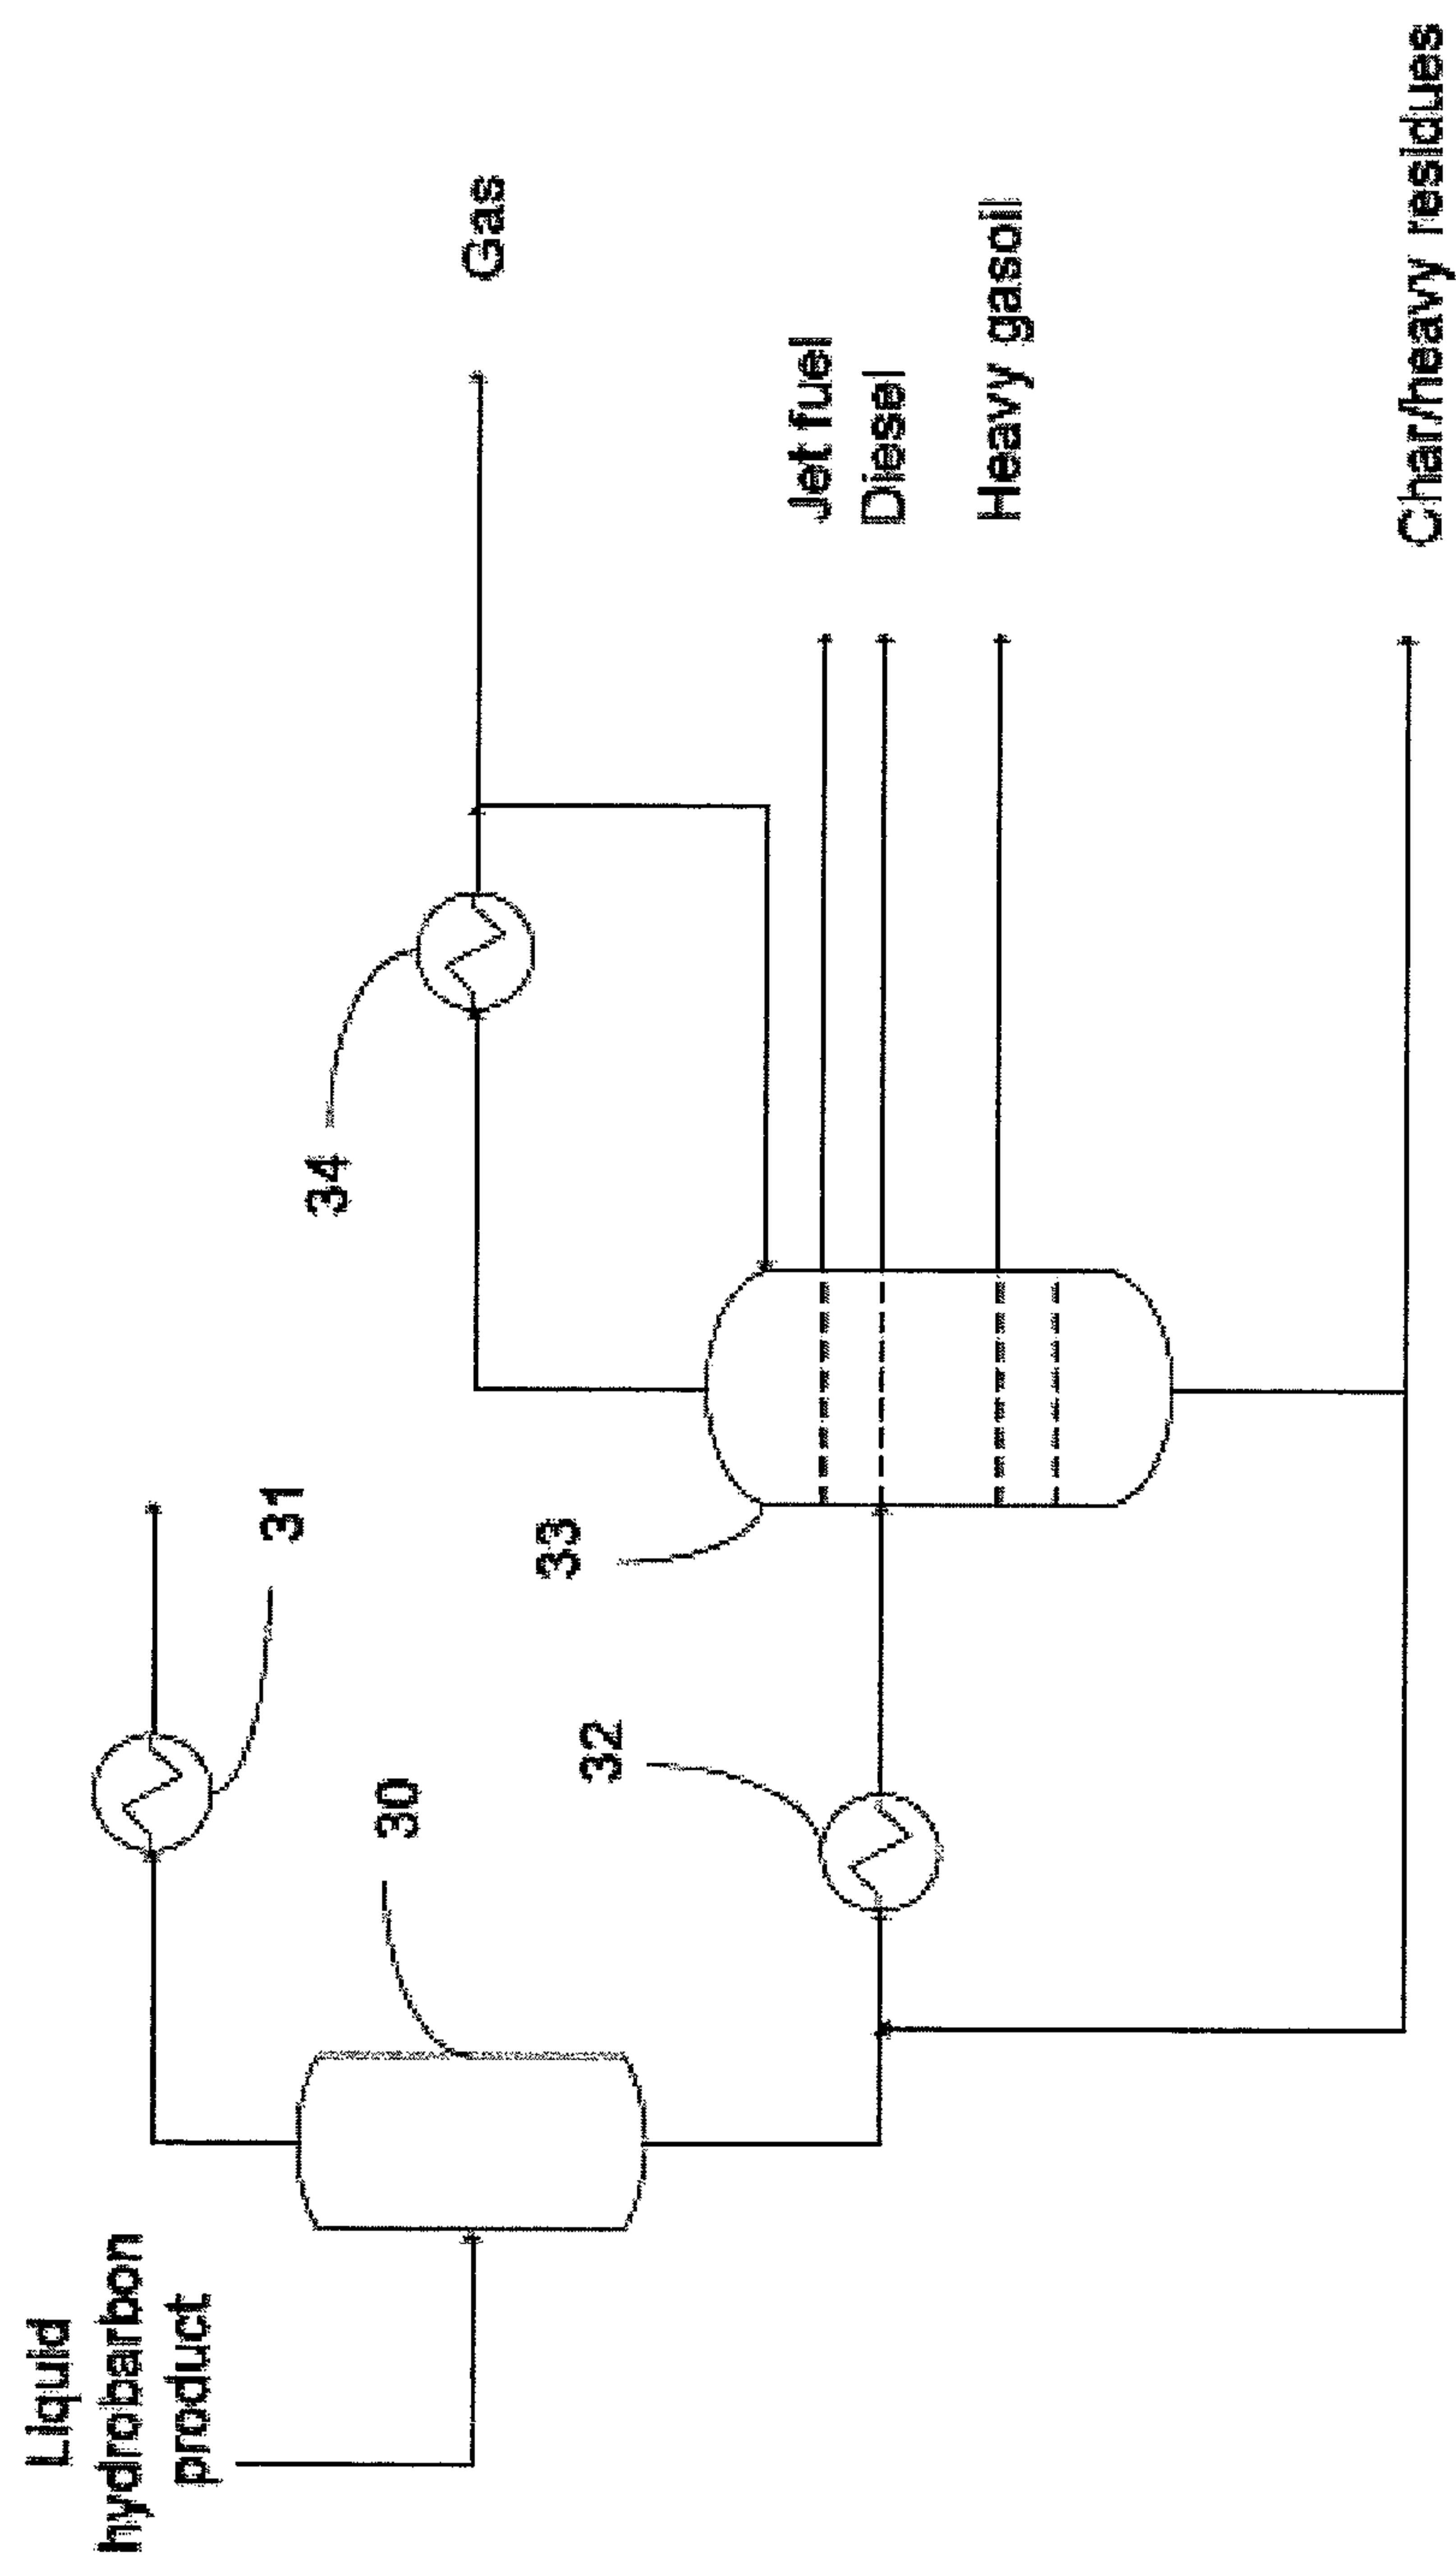 Liquid
hydrobarbon
product
31
30
34
Gas
32
33
Jet fuel
Diesel
Heavy gasoil
Char/heavy residues